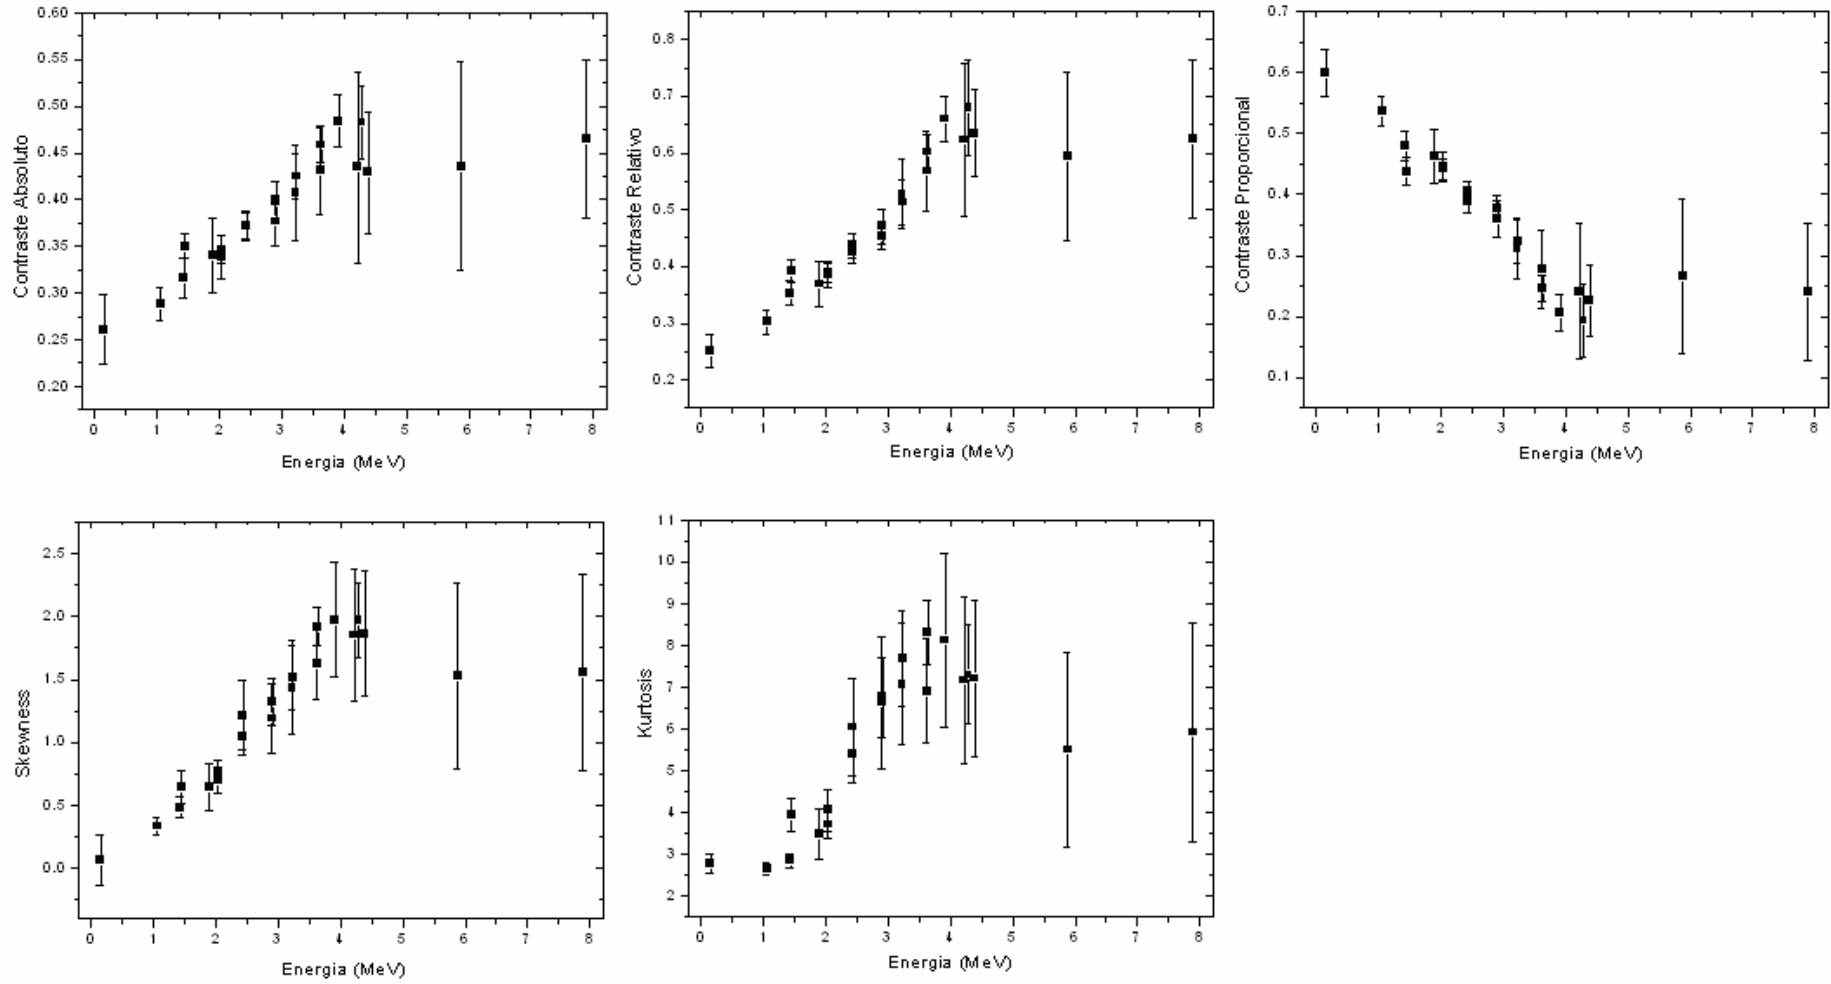 0.60
0.55
0.50
0.45
0.40
0.35
0.30
0.25
0.20
Contraste Absoluto
0 1 2 3 4 5 6 7 8
Energia (MeV)
0.8
0.7
0.6
0.5
0.4
0.3
0.2
Contraste Relativo
0 1 2 3 4 5 6 7 8
Energia (MeV)
0.7
0.6
0.5
0.4
0.3
0.2
0.1
Contraste Proporcional
0 1 2 3 4 5 6 7 8
Energia (MeV)
2.5
2.0
1.5
1.0
0.5
0.0
Skewness
0 1 2 3 4 5 6 7 8
Energia (MeV)
11
10
9
8
7
6
5
4
3
2
Kurtosis
0 1 2 3 4 5 6 7 8
Energia (MeV)